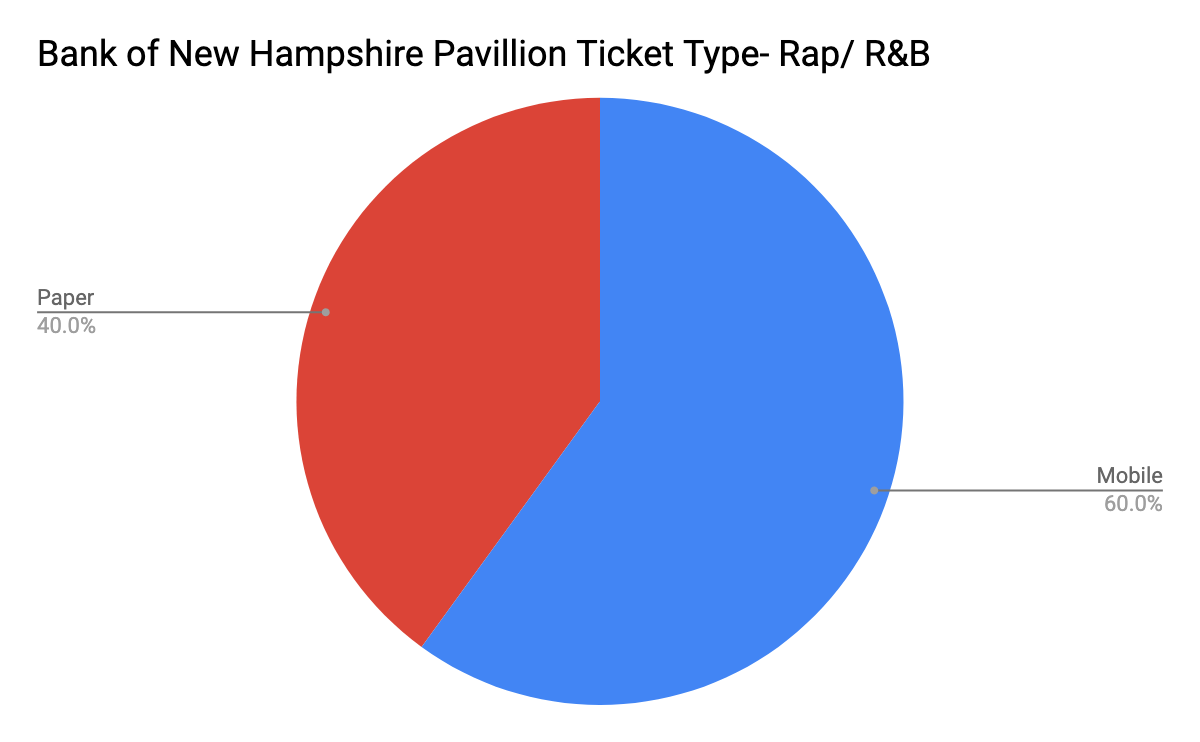 Bank of New Hampshire Pavillion Ticket Type- Rap/ R&B
Paper
40.0%
Mobile
60.0%